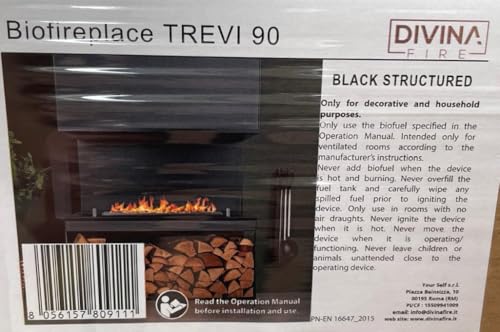 Biofireplace TREVI 90
DIVINA
FIRE
BLACK STRUCTURED
Only for decorative and household
purposes.
Only use the biofuel specified in the
Operation Manual. Intended only for
ventilated rooms according to the
manufacturer's instructions.
Never add biofuel when the device
is hot and burning. Never overfill the
fuel tank and carefully wipe any
spilled fuel prior to igniting the
device. Only use in rooms with no
air draughts. Never ignite the device
when it is hot. Never move the
device when it is operating/
functioning. Never leave children or
animals unattended close to the
operating device.
Read the Operation Manual
before installation and use.
8 056157 809111
PN-EN 16647_2015
Your Self s.r.l.
Piazza Bainsizza, 10
00195 Roma (RM)
PI/CF : 15509941009
email: info@divinafire.it
web site: www.divinafire.it